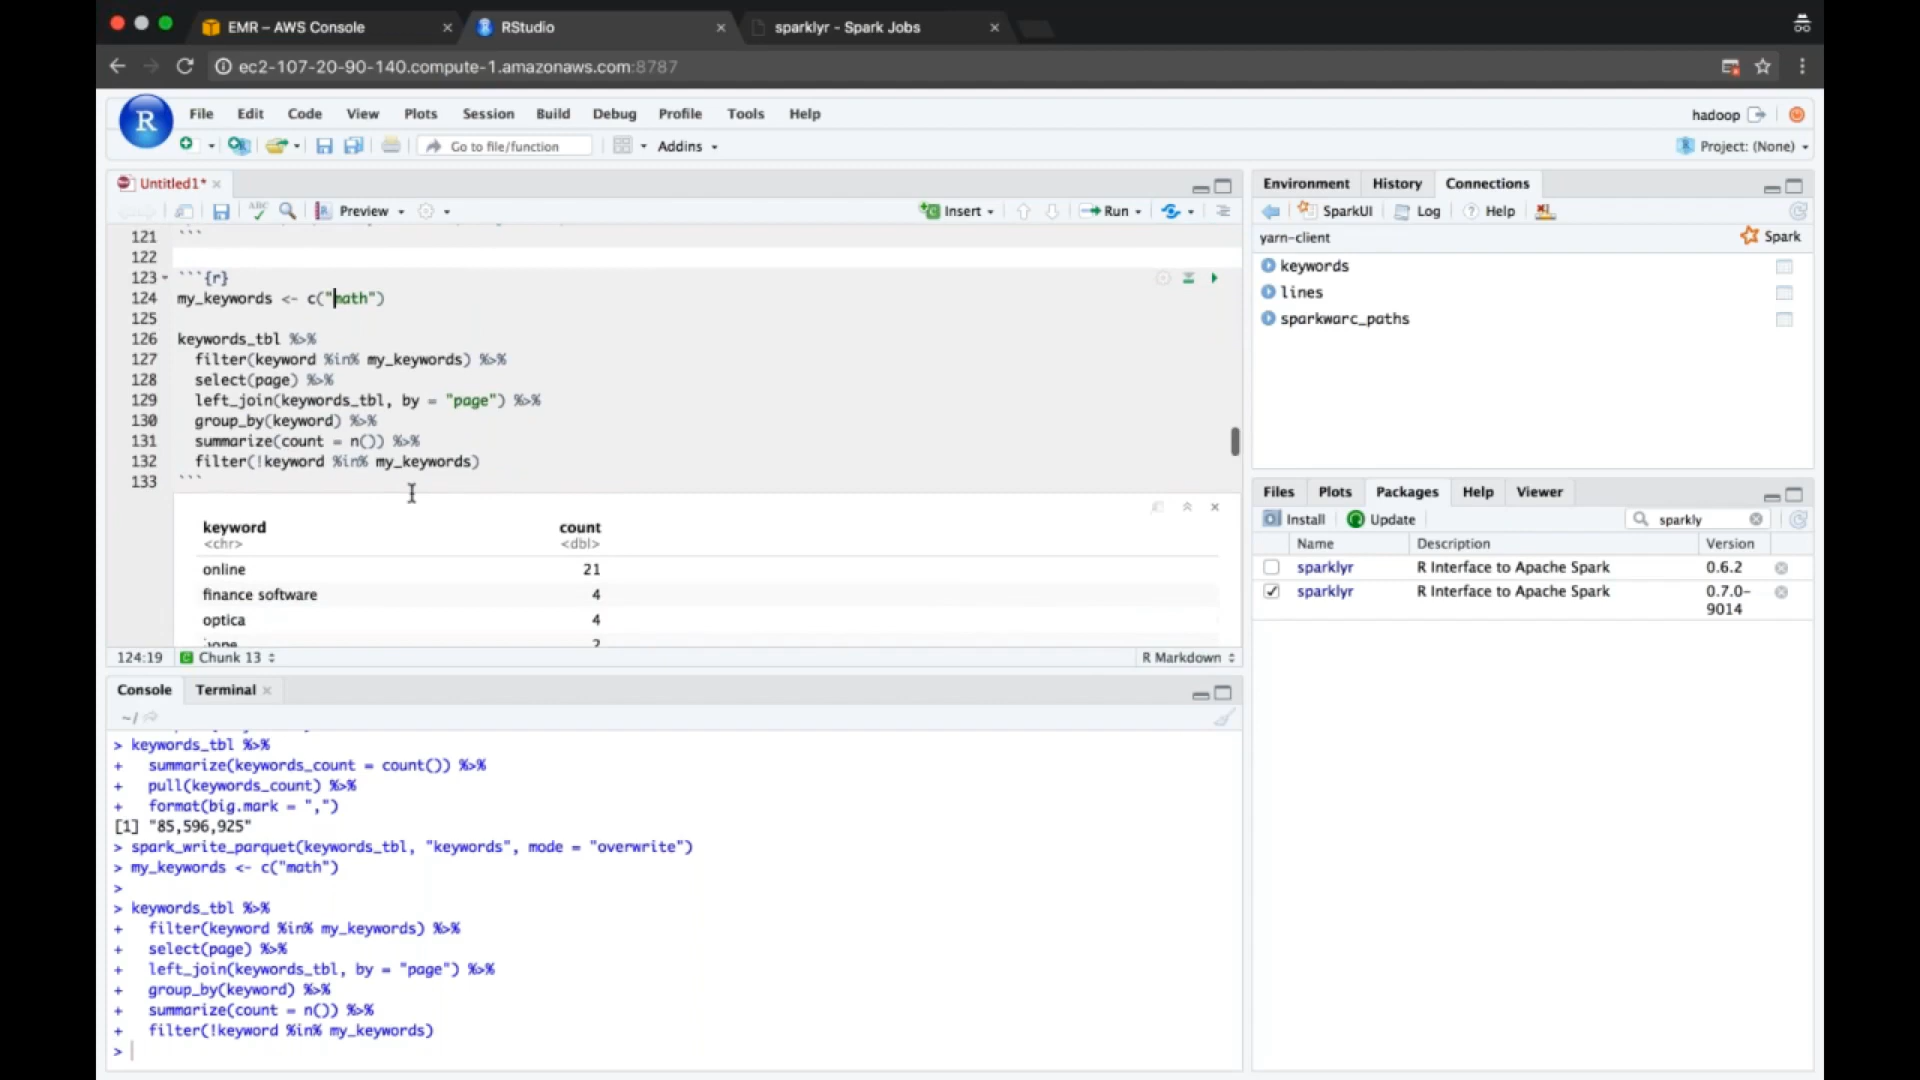 EMR – AWS Console
RStudio
sparklyr - Spark Jobs
ec2-107-20-90-140.compute-1.amazonaws.com:8787
R
File Edit Code View Plots Session Build Debug Profile Tools Help
hadoop
Go to file/function
Addins
Project: (None)
Untitled1*
Preview
Insert
Run
121 ```
122
123 ```{r}
124 my_keywords <- c("math")
125
126 keywords_tbl %>%
127 filter(keyword %in% my_keywords) %>%
128 select(page) %>%
129 left_join(keywords_tbl, by = "page") %>%
130 group_by(keyword) %>%
131 summarize(count = n()) %>%
132 filter(!keyword %in% my_keywords)
133 ```
keyword count
<chr> <dbl>
online 21
finance software 4
optica 4
124:19 Chunk 13 R Markdown
Console Terminal
~/
> keywords_tbl %>%
+ summarize(keywords_count = count()) %>%
+ pull(keywords_count) %>%
+ format(big.mark = ",")
[1] "85,596,925"
> spark_write_parquet(keywords_tbl, "keywords", mode = "overwrite")
> my_keywords <- c("math")
>
> keywords_tbl %>%
+ filter(keyword %in% my_keywords) %>%
+ select(page) %>%
+ left_join(keywords_tbl, by = "page") %>%
+ group_by(keyword) %>%
+ summarize(count = n()) %>%
+ filter(!keyword %in% my_keywords)
>
Environment History Connections
SparkUI Log Help
yarn-client Spark
keywords
lines
sparkwarc_paths
Files Plots Packages Help Viewer
Install Update sparkly
Name Description Version
sparklyr R Interface to Apache Spark 0.6.2
sparklyr R Interface to Apache Spark 0.7.0-
9014